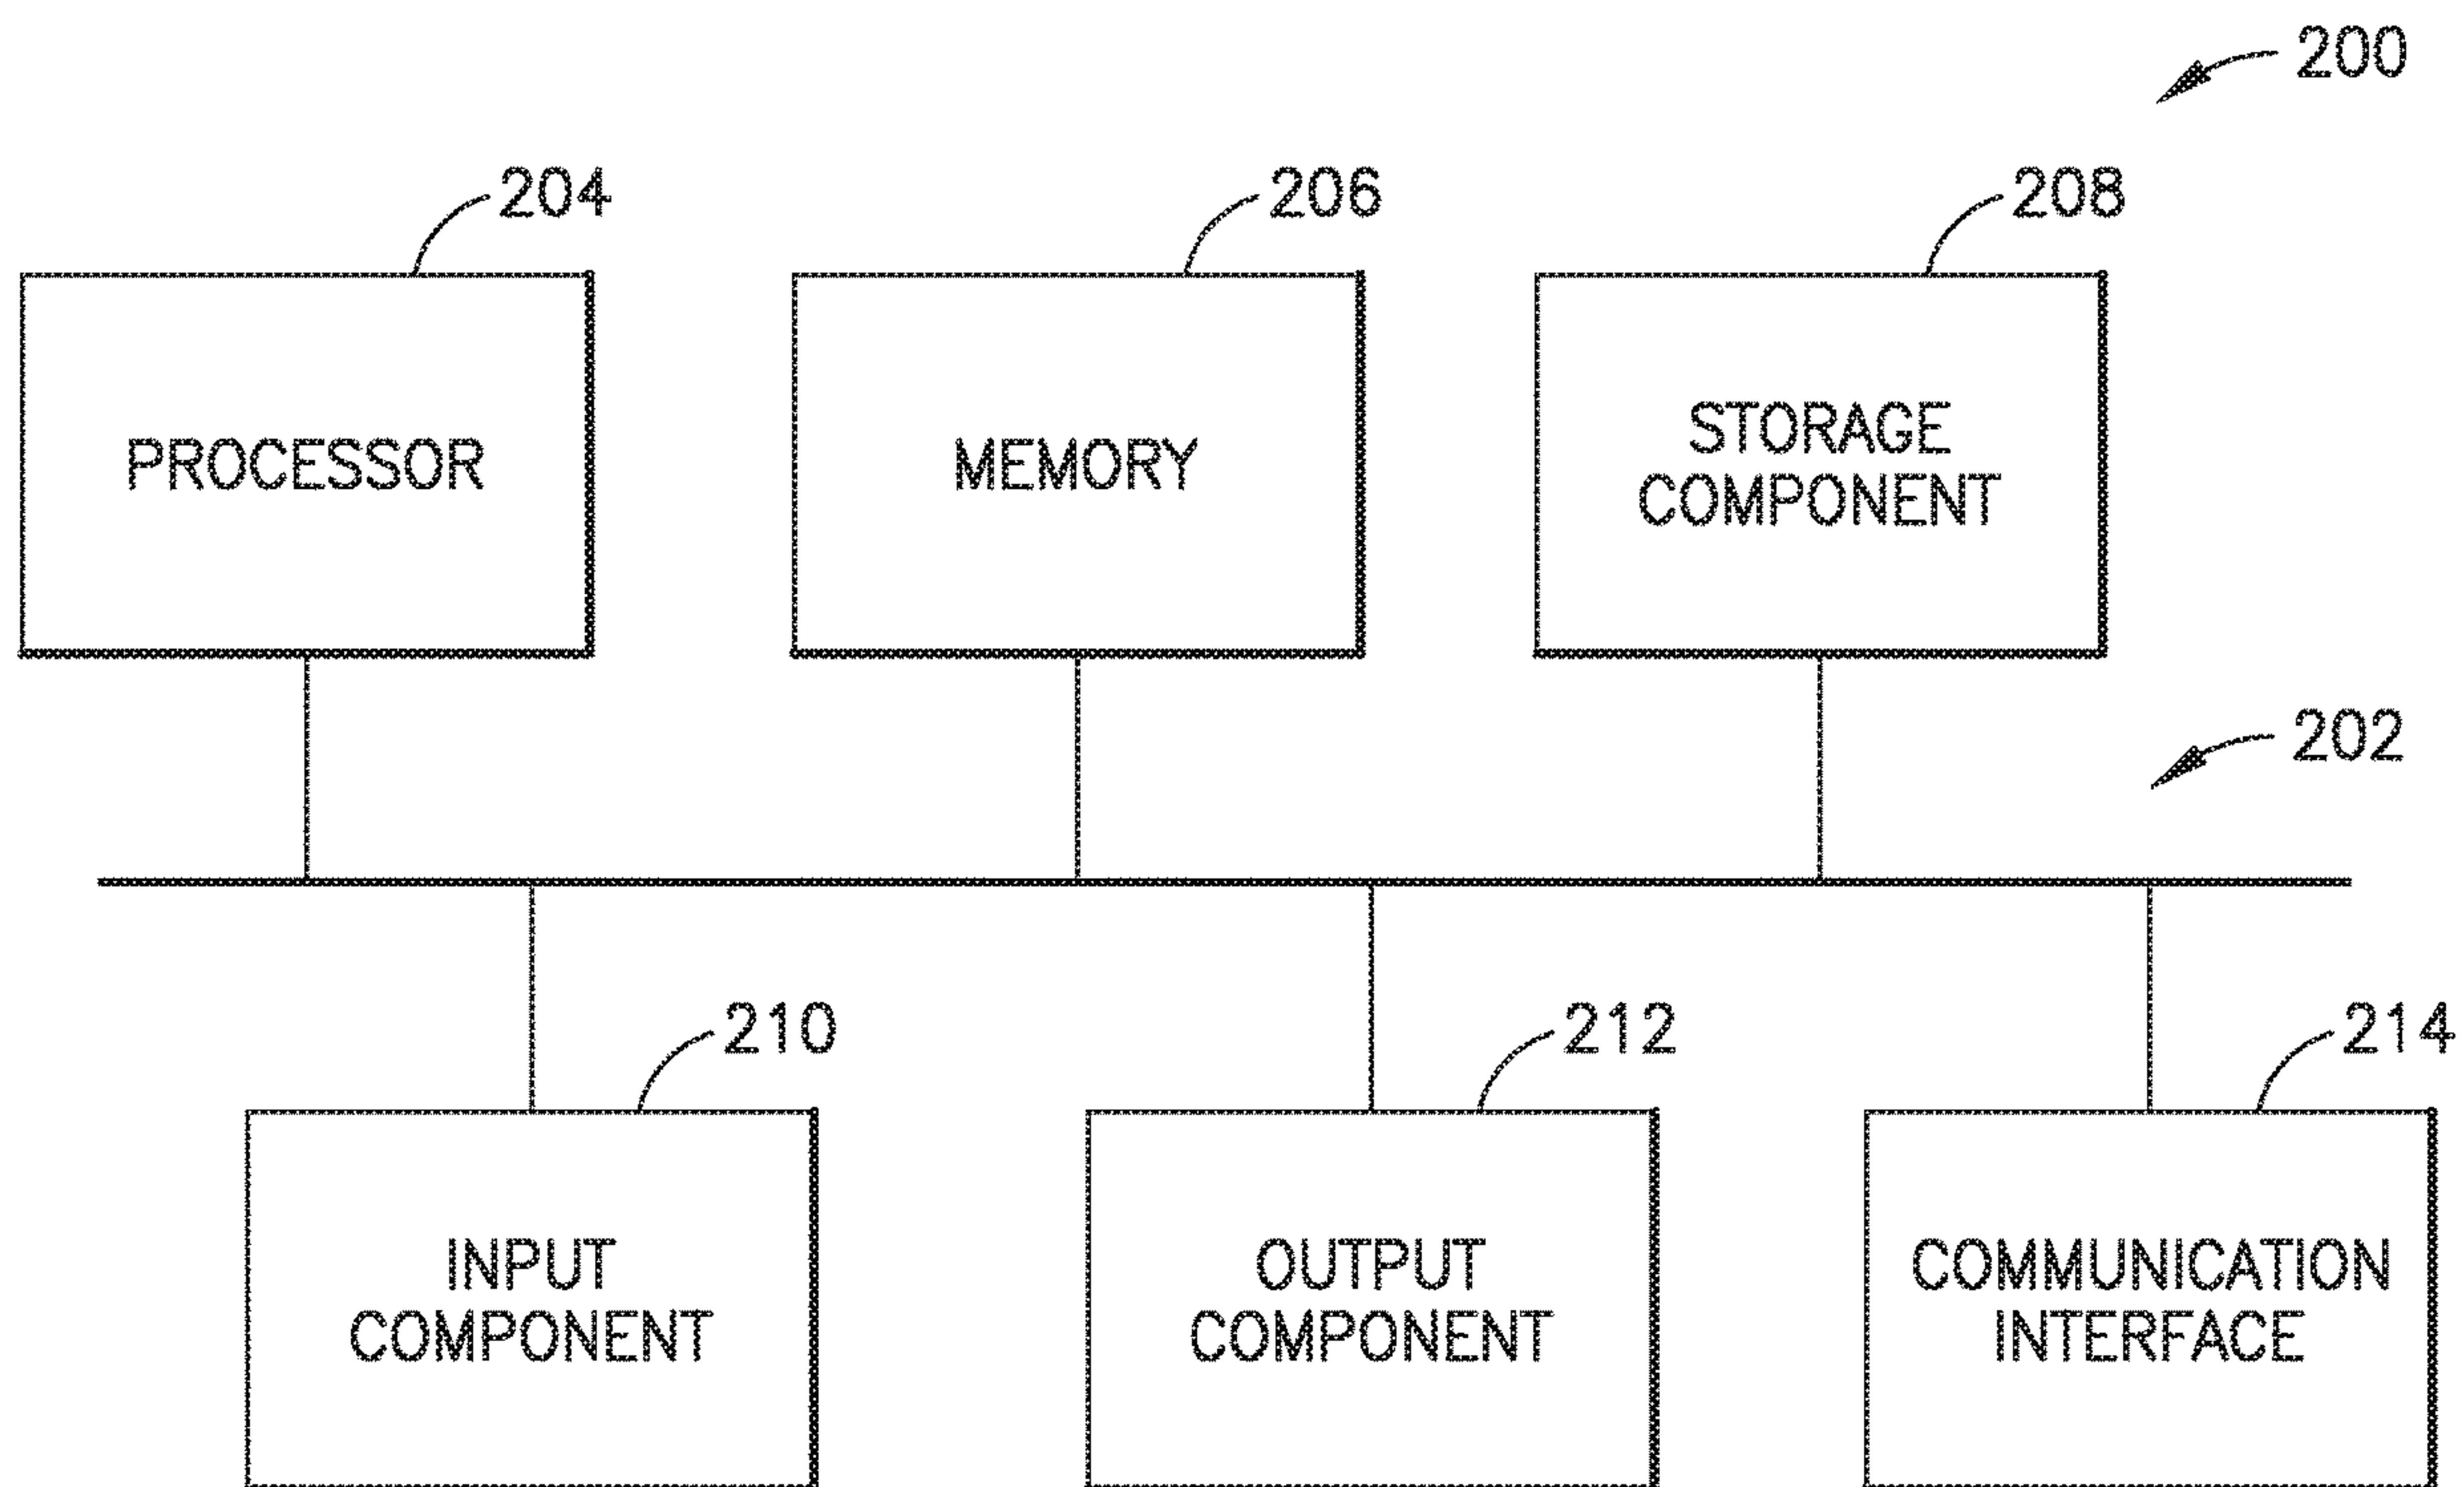 200
204
206
208
PROCESSOR
MEMORY
STORAGE
COMPONENT
202
210
212
214
INPUT
COMPONENT
OUTPUT
COMPONENT
COMMUNICATION
INTERFACE